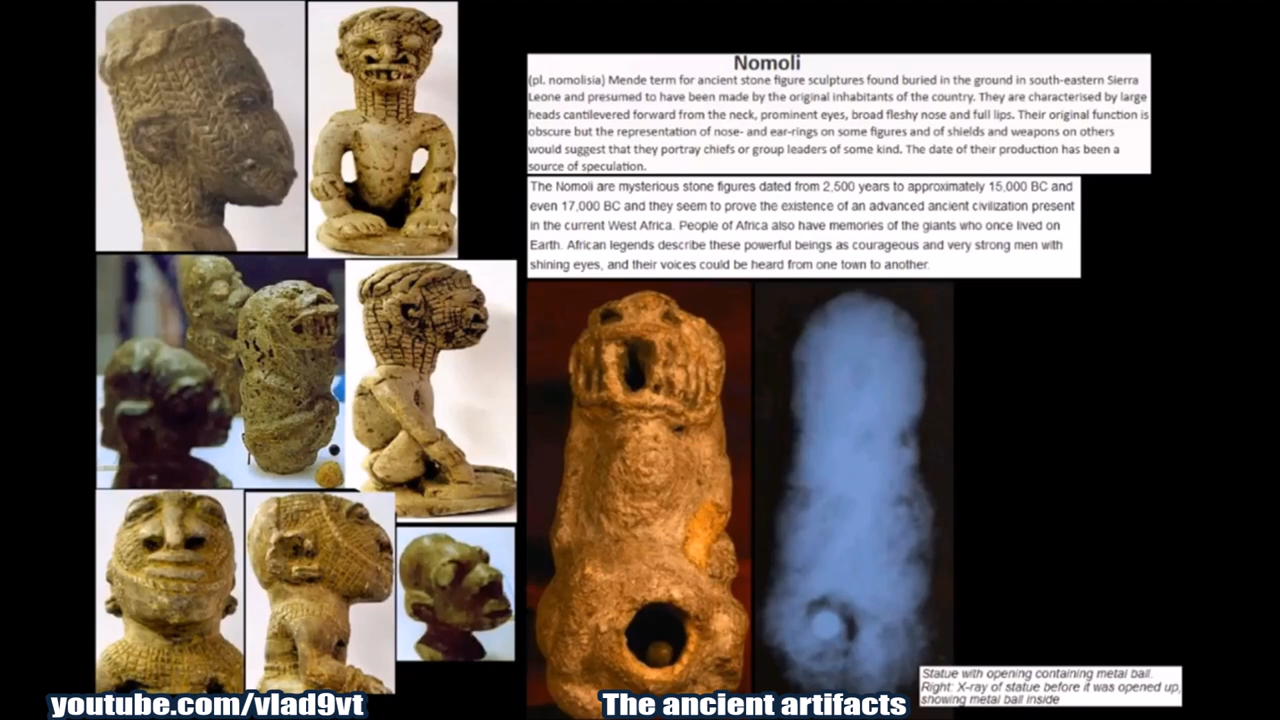 Nomoli
(pl. nomolisia) Mende term for ancient stone figure sculptures found buried in the ground in south-eastern Sierra
Leone and presumed to have been made by the original inhabitants of the country. They are characterised by large
heads cantilevered forward from the neck, prominent eyes, broad fleshy nose and full lips. Their original function is
obscure but the representation of nose- and ear-rings on some figures and of shields and weapons on others
would suggest that they portray chiefs or group leaders of some kind. The date of their production has been a
source of speculation.
The Nomoli are mysterious stone figures dated from 2,500 years to approximately 15,000 BC and
even 17,000 BC and they seem to prove the existence of an advanced ancient civilization present
in the current West Africa. People of Africa also have memories of the giants who once lived on
Earth. African legends describe these powerful beings as courageous and very strong men with
shining eyes, and their voices could be heard from one town to another.
Statue with opening containing metal ball.
Right: X-ray of statue before it was opened up,
showing metal ball inside
youtube.com/vlad9vt
The ancient artifacts